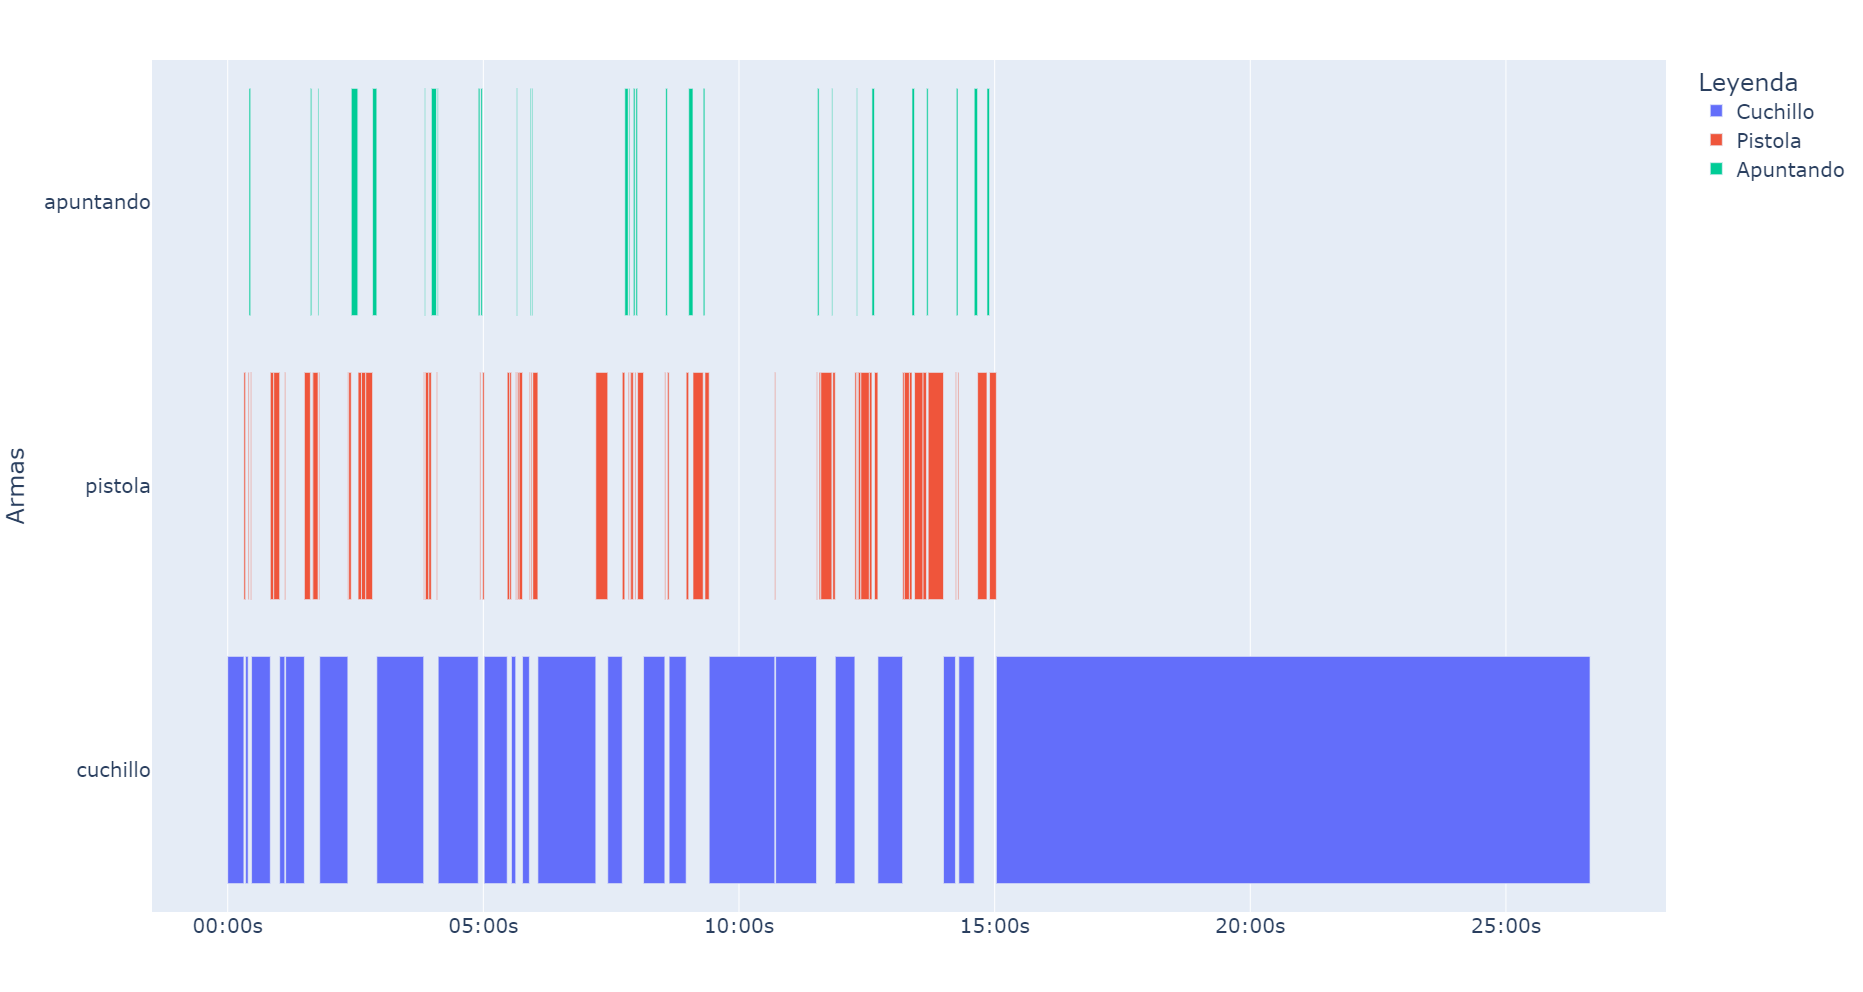 Leyenda
Cuchillo
Pistola
Apuntando
apuntando
pistola
cuchillo
Armas
00:00s 05:00s 10:00s 15:00s 20:00s 25:00s